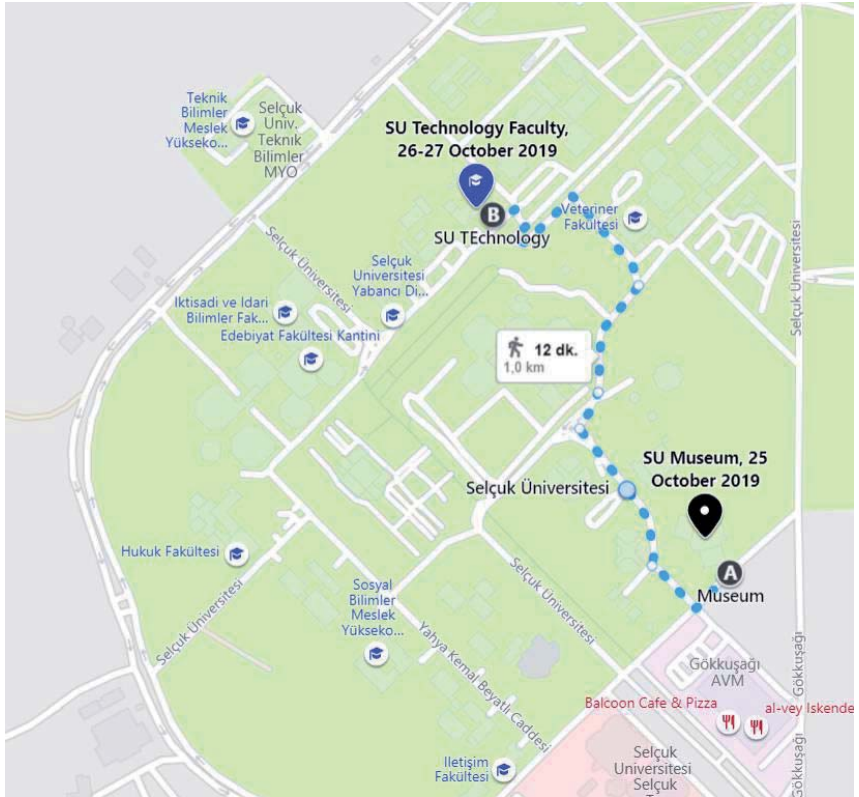 Teknik
Bilimler
Meslek
Yükseko...
Selçuk
Univ.
Teknik
Bilimler
MYO
SU Technology Faculty,
26-27 October 2019
B
SU TEchnology
Veteriner
Fakültesi
Selçuk Üniversitesi
Selçuk
Universitesi
Yabancı Di...
Iktisadi ve Idari
Bilimler Fak...
Edebiyat Fakültesi Kantini
Selçuk Üniversitesi
12 dk.
1,0 km
SU Museum, 25
October 2019
Selçuk Üniversitesi
A
Museum
Hukuk Fakültesi
Selçuk Üniversitesi
Sosyal
Bilimler
Meslek
Yükseko...
Yahya Kemal Beyatlı Caddesi
Selçuk Üniversitesi
Gökkuşağı
AVM
Gökkuşağı
Gökkuşağı
Balcoon Cafe & Pizza
al-vey Iskende
Iletişim
Fakültesi
Selçuk
Universitesi
Selçuk